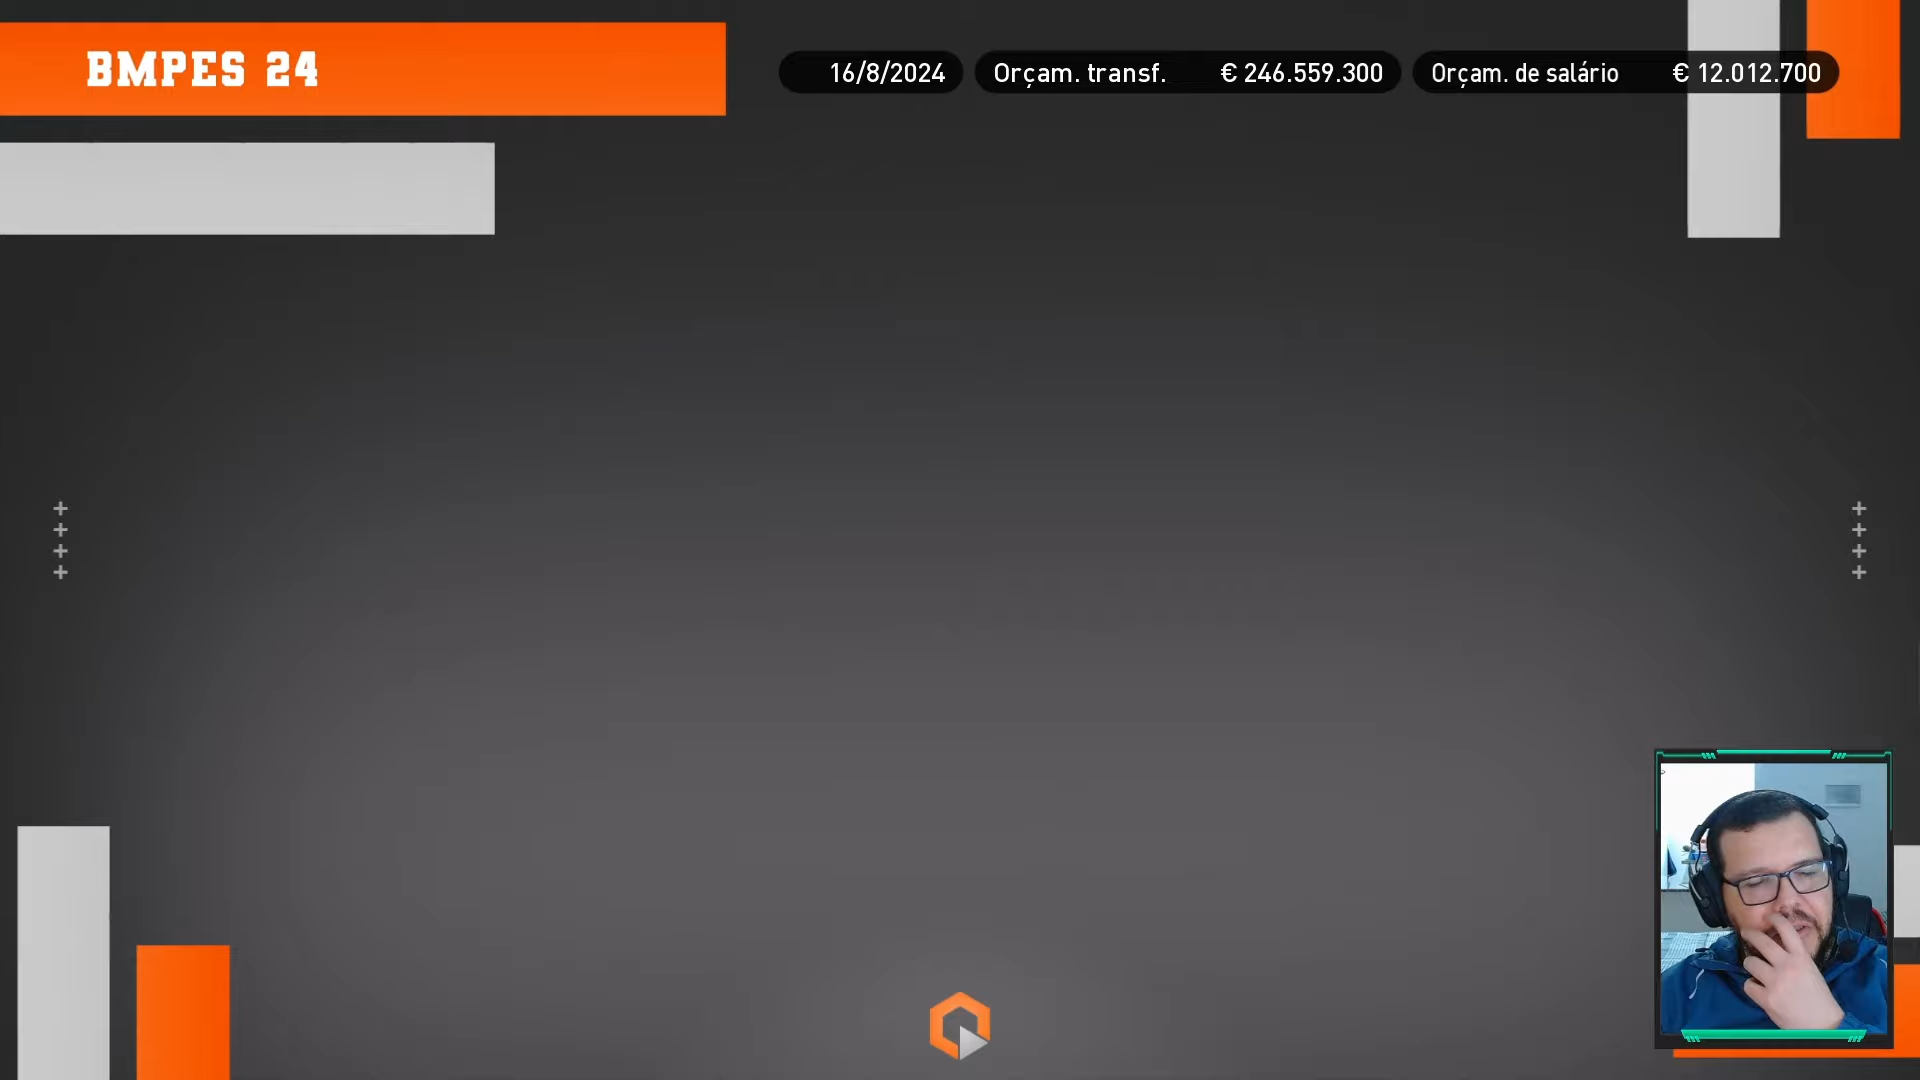 BMPES 24
16/8/2024
Orçam. transf. € 246.559.300
Orçam. de salário € 12.012.700